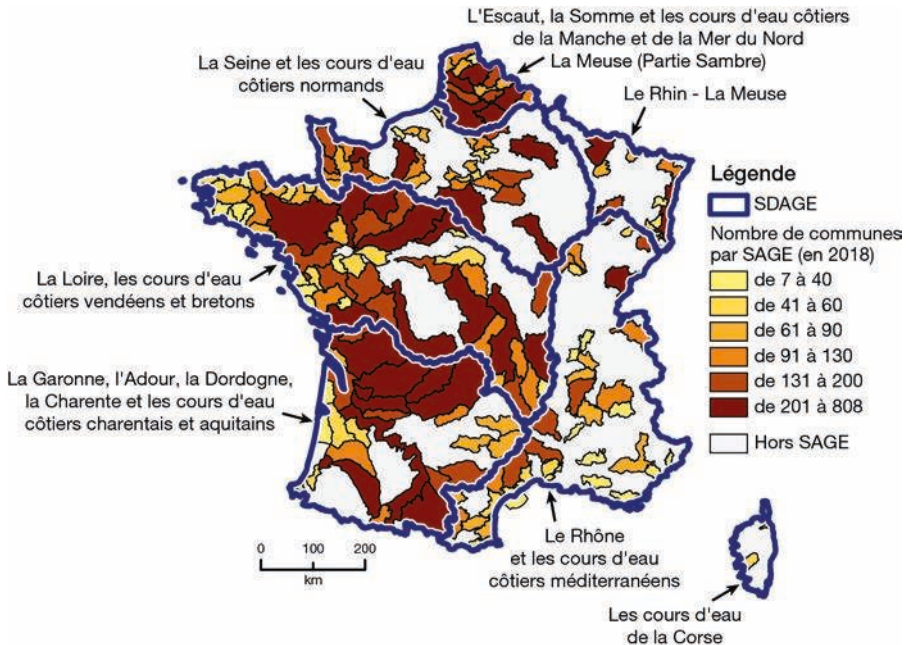 L'Escaut, la Somme et les cours d'eau côtiers
de la Manche et de la Mer du Nord
La Meuse (Partie Sambre)
La Seine et les cours d'eau
côtiers normands
Le Rhin - La Meuse
Légende
SDAGE
Nombre de communes
par SAGE (en 2018)
de 7 à 40
de 41 à 60
de 61 à 90
de 91 à 130
de 131 à 200
de 201 à 808
Hors SAGE
La Loire, les cours d'eau
côtiers vendéens et bretons
La Garonne, l'Adour, la Dordogne,
la Charente et les cours d'eau
côtiers charentais et aquitains
Le Rhône
et les cours d'eau
côtiers méditerranéens
0 100 200
km
Les cours d'eau
de la Corse